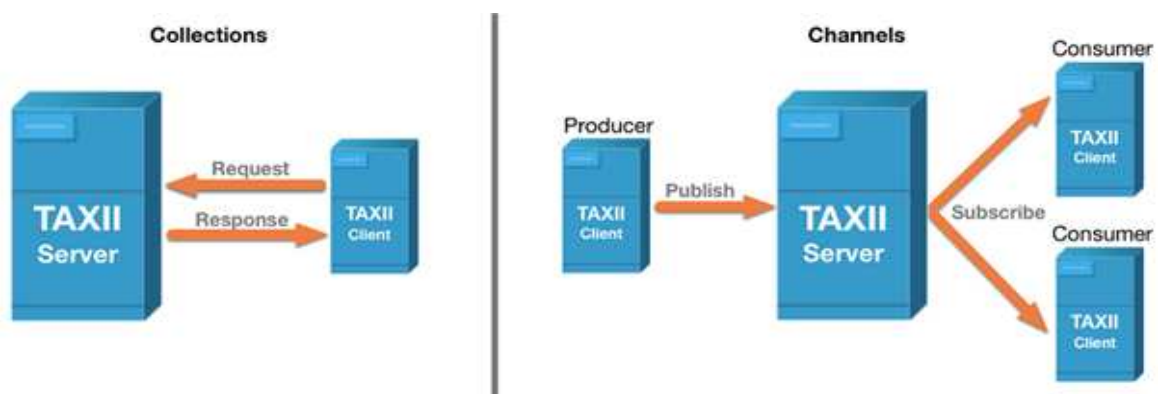 Collections
TAXII
Server
Request
Response
TAXII
Client
Channels
Producer
TAXII
Client
Publish
TAXII
Server
Subscribe
Consumer
TAXII
Client
Consumer
TAXII
Client